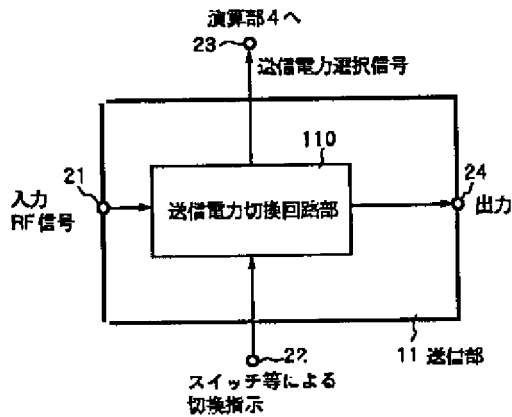 演算部4へ
23
送信電力選択信号
110
21
24
入力
RF信号
送信電力切換回路部
出力
22
11 送信部
スイッチ等による
切換指示